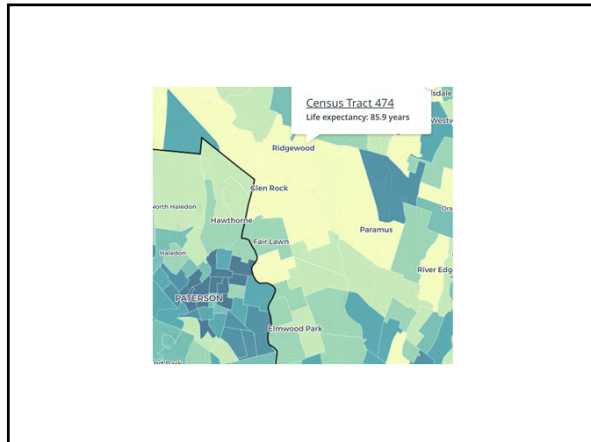 Census Tract 474
Life expectancy: 85.9 years
Ridgewood
Glen Rock
North Haledon
Hawthorne
Paramus
Fair Lawn
Haledon
River Edg
PATERSON
Elmwood Park